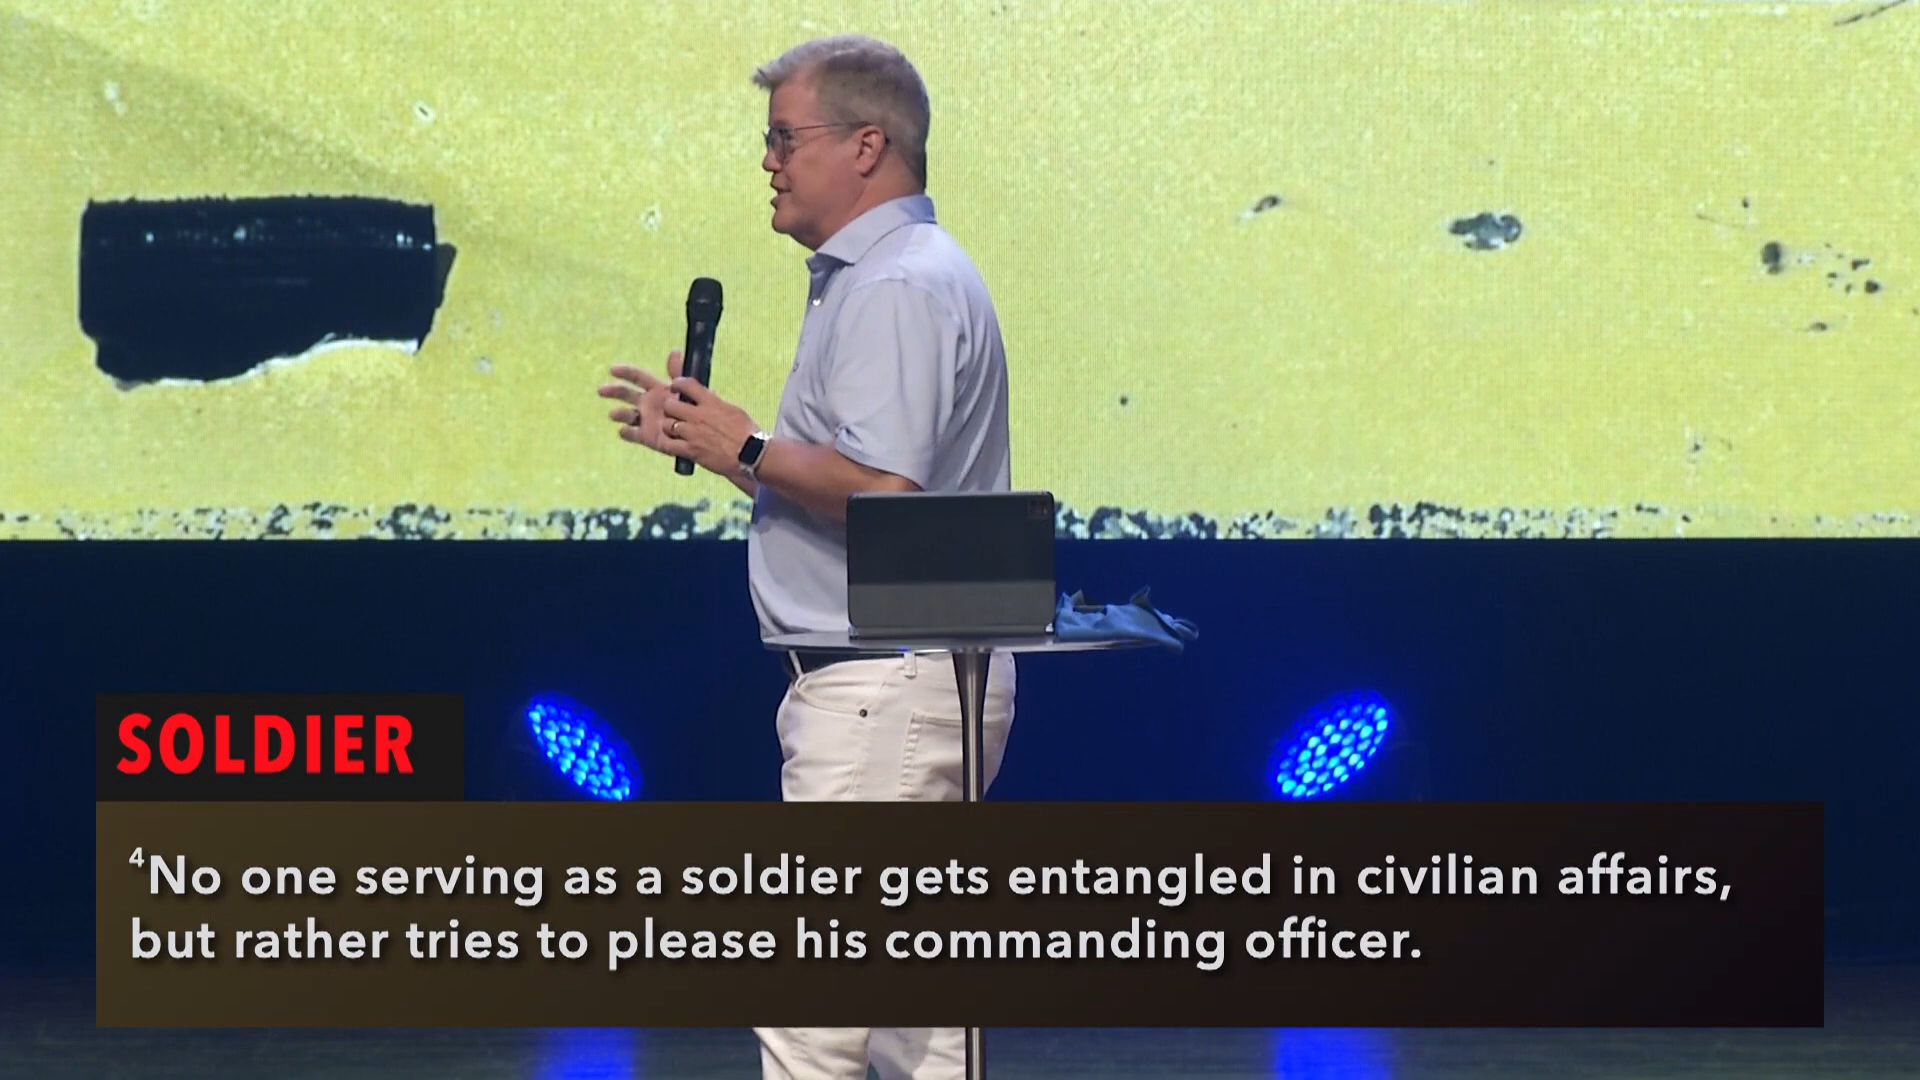 SOLDIER
⁴No one serving as a soldier gets entangled in civilian affairs,
but rather tries to please his commanding officer.